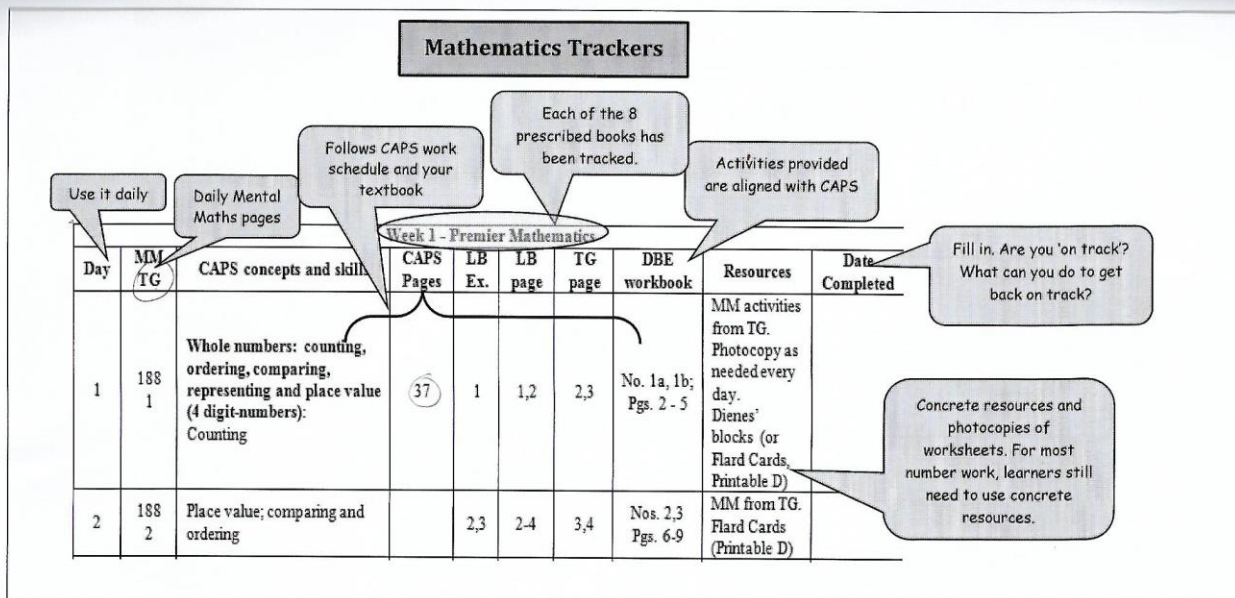 Mathematics Trackers
Each of the 8
prescribed books has
been tracked.
Follows CAPS work
schedule and your
textbook
Activities provided
are aligned with CAPS
Use it daily
Daily Mental
Maths pages
Fill in. Are you 'on track'?
What can you do to get
back on track?
Week 1 - Premier Mathematics
Day
MM
TG
CAPS concepts and skill
CAPS
Pages
LB
Ex.
LB
page
TG
page
DBE
workbook
Resources
Date
Completed
1
188
1
Whole numbers: counting,
ordering, comparing,
representing and place value
(4 digit-numbers):
Counting
37
1
1,2
2,3
No. 1a, 1b;
Pgs. 2 - 5
MM activities
from TG.
Photocopy as
needed every
day.
Dienes'
blocks (or
Flard Cards,
Printable D)
Concrete resources and
photocopies of
worksheets. For most
number work, learners still
need to use concrete
resources.
2
188
2
Place value; comparing and
ordering
2,3
2-4
3,4
Nos. 2,3
Pgs. 6-9
MM from TG.
Flard Cards
(Printable D)